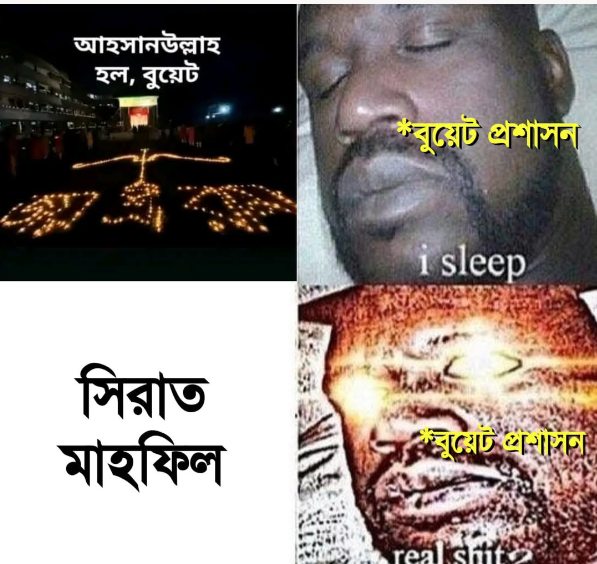 আহসানউল্লাহ
হল, বুয়েট
*বুয়েট প্রশাসন
i sleep
সিরাত
মাহফিল
*বুয়েট প্রশাসন
real shit?